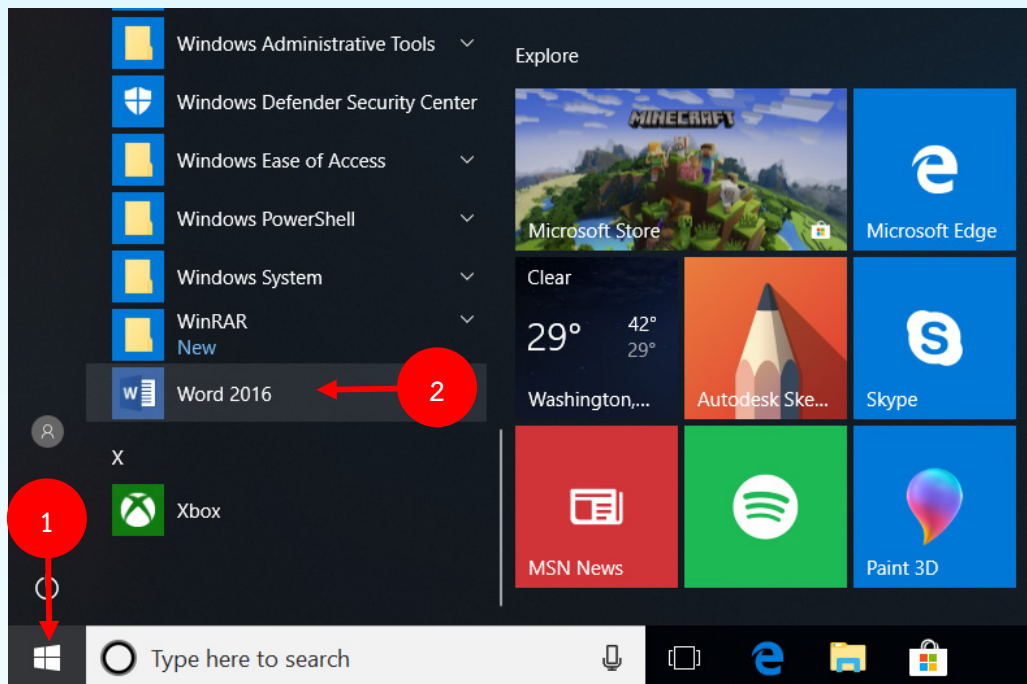 Windows Administrative Tools
Windows Defender Security Center
Windows Ease of Access
Windows PowerShell
Windows System
WinRAR
New
Word 2016
2
X
Xbox
1
Explore
MINECRAFT
Microsoft Store
Microsoft Edge
Clear
29° 42°
29°
Washington,...
Autodesk Ske...
Skype
MSN News
Paint 3D
Type here to search